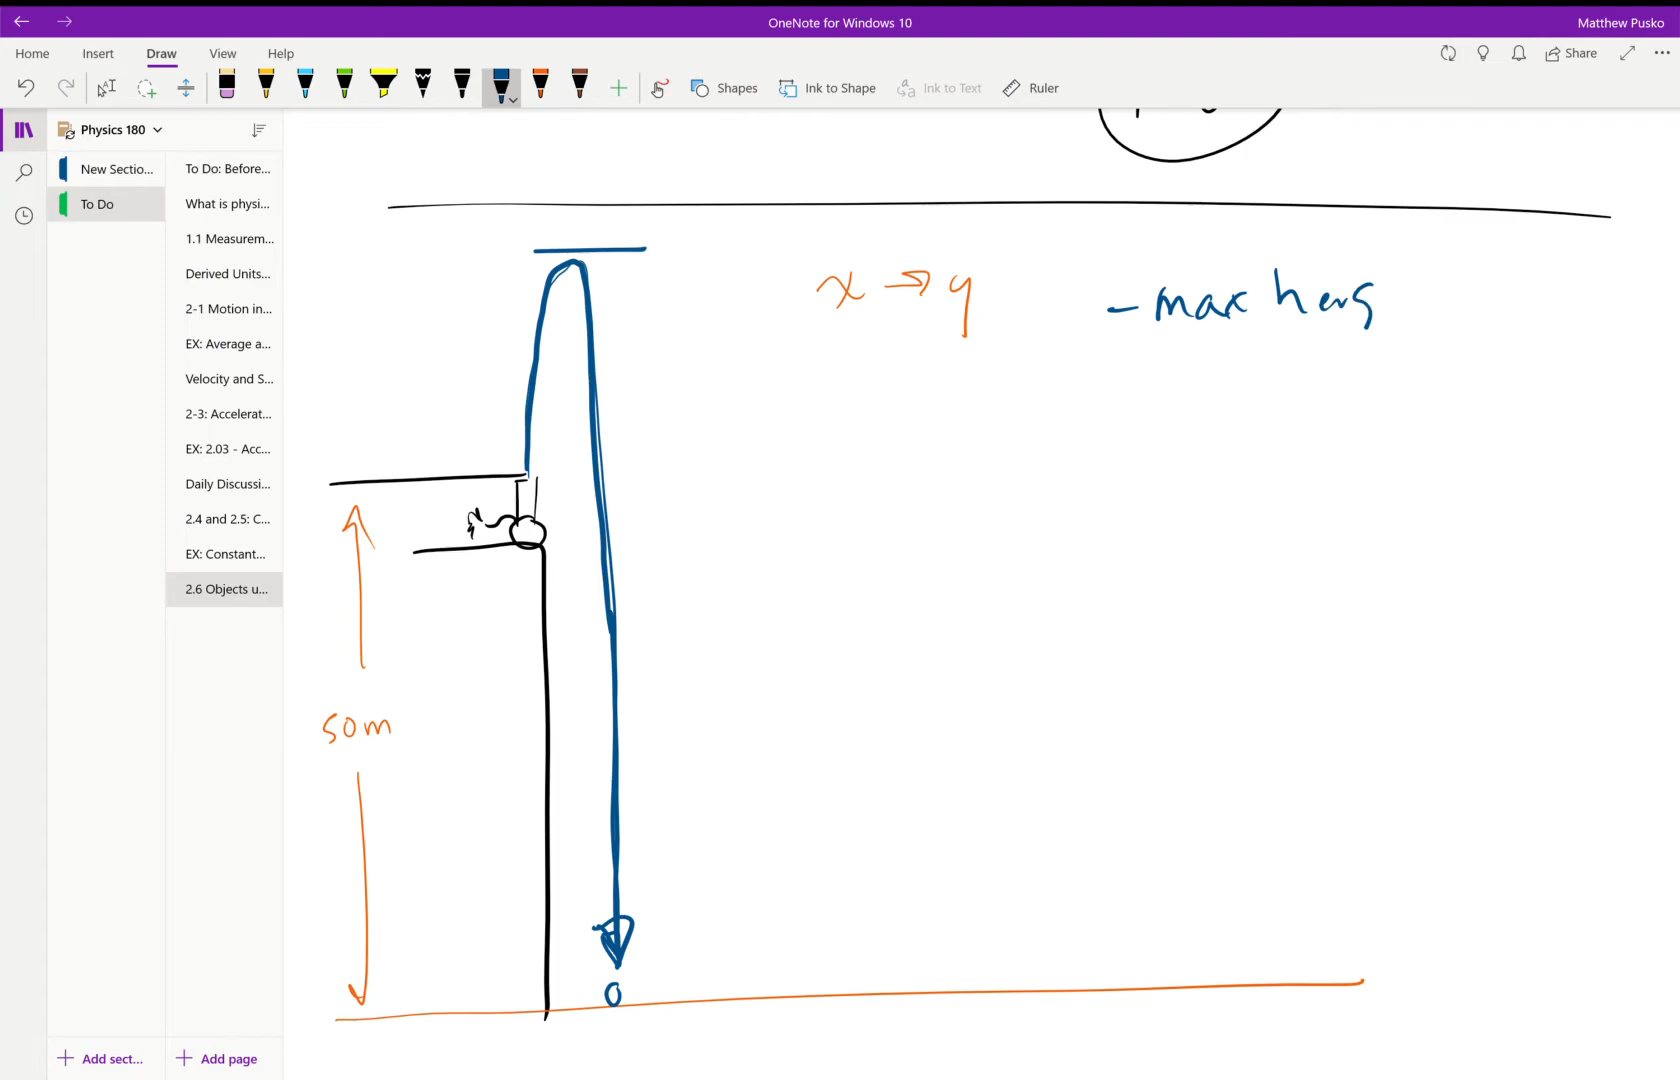 OneNote for Windows 10
Matthew Pusko
Home Insert Draw View Help
Share
Shapes
Ink to Shape
Ink to Text
Ruler
Physics 180
New Sectio...
To Do
To Do: Before...
What is physi...
1.1 Measurem...
Derived Units...
2-1 Motion in...
EX: Average a...
Velocity and S...
2-3: Accelerat...
EX: 2.03 - Acc...
Daily Discussi...
2.4 and 2.5: C...
EX: Constant...
2.6 Objects u...
Add sect...
Add page
x → y
- max heig
50m
0